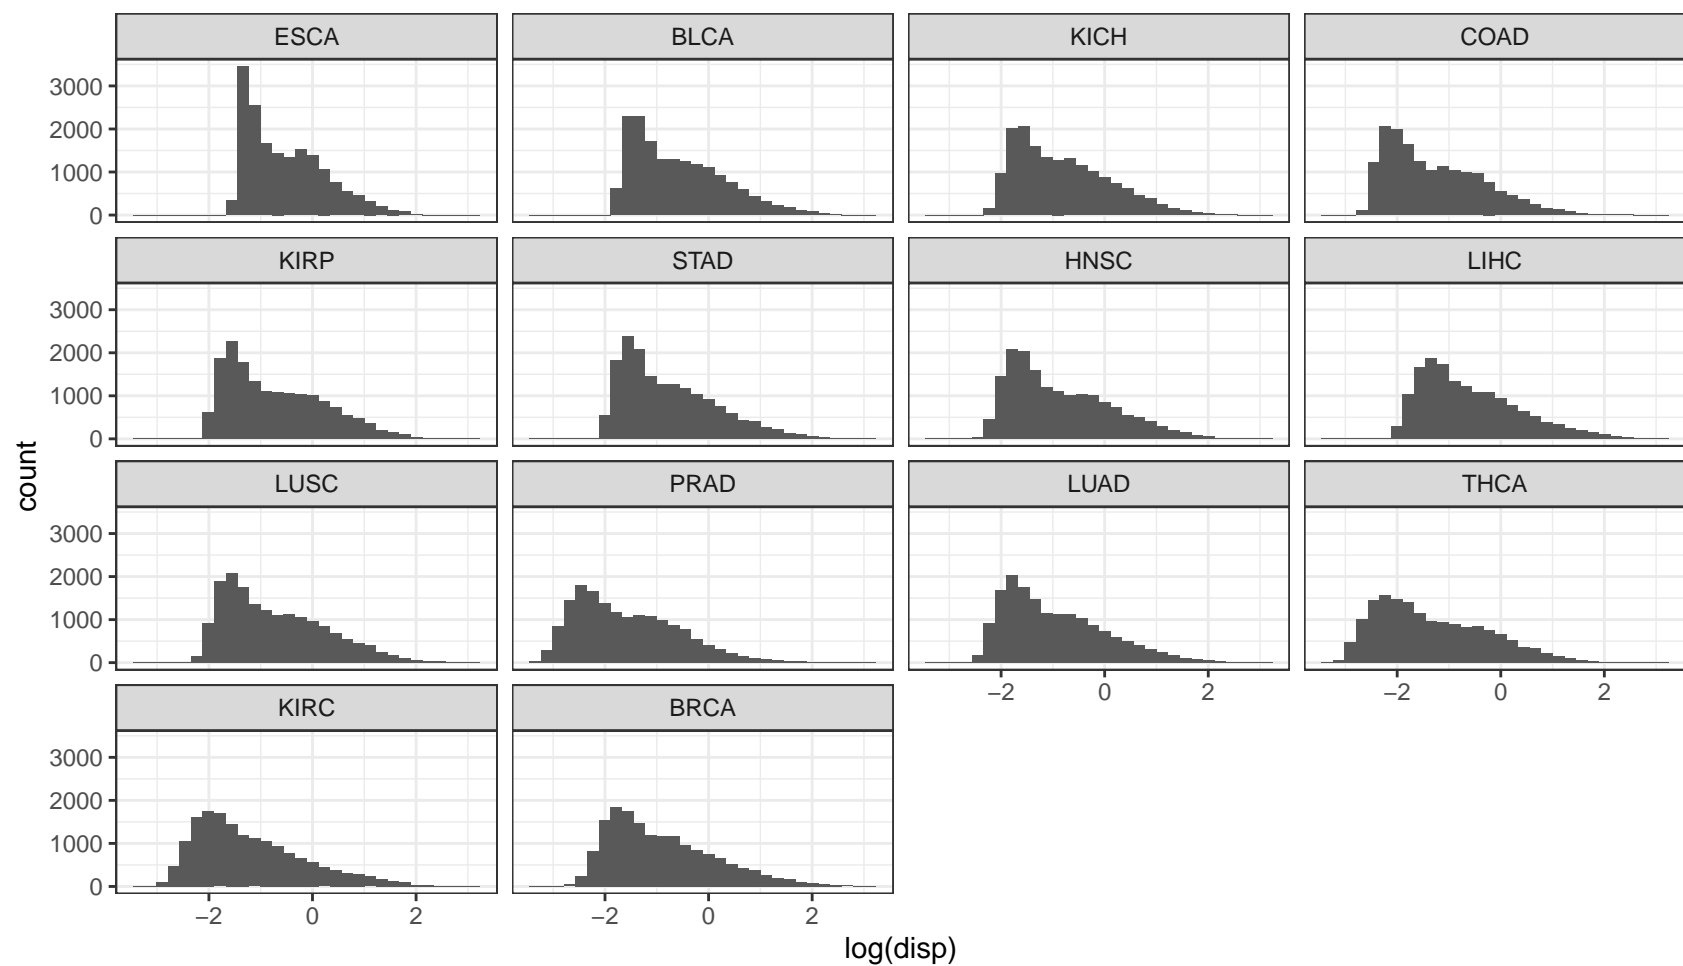 ESCA BLCA KICH COAD
3000
2000
1000
0
KIRP STAD HNSC LIHC
3000
2000
1000
0
LUSC PRAD LUAD THCA
3000
2000
1000
0
−2 0 2 −2 0 2
KIRC BRCA
3000
2000
1000
0
−2 0 2 −2 0 2
count
log(disp)